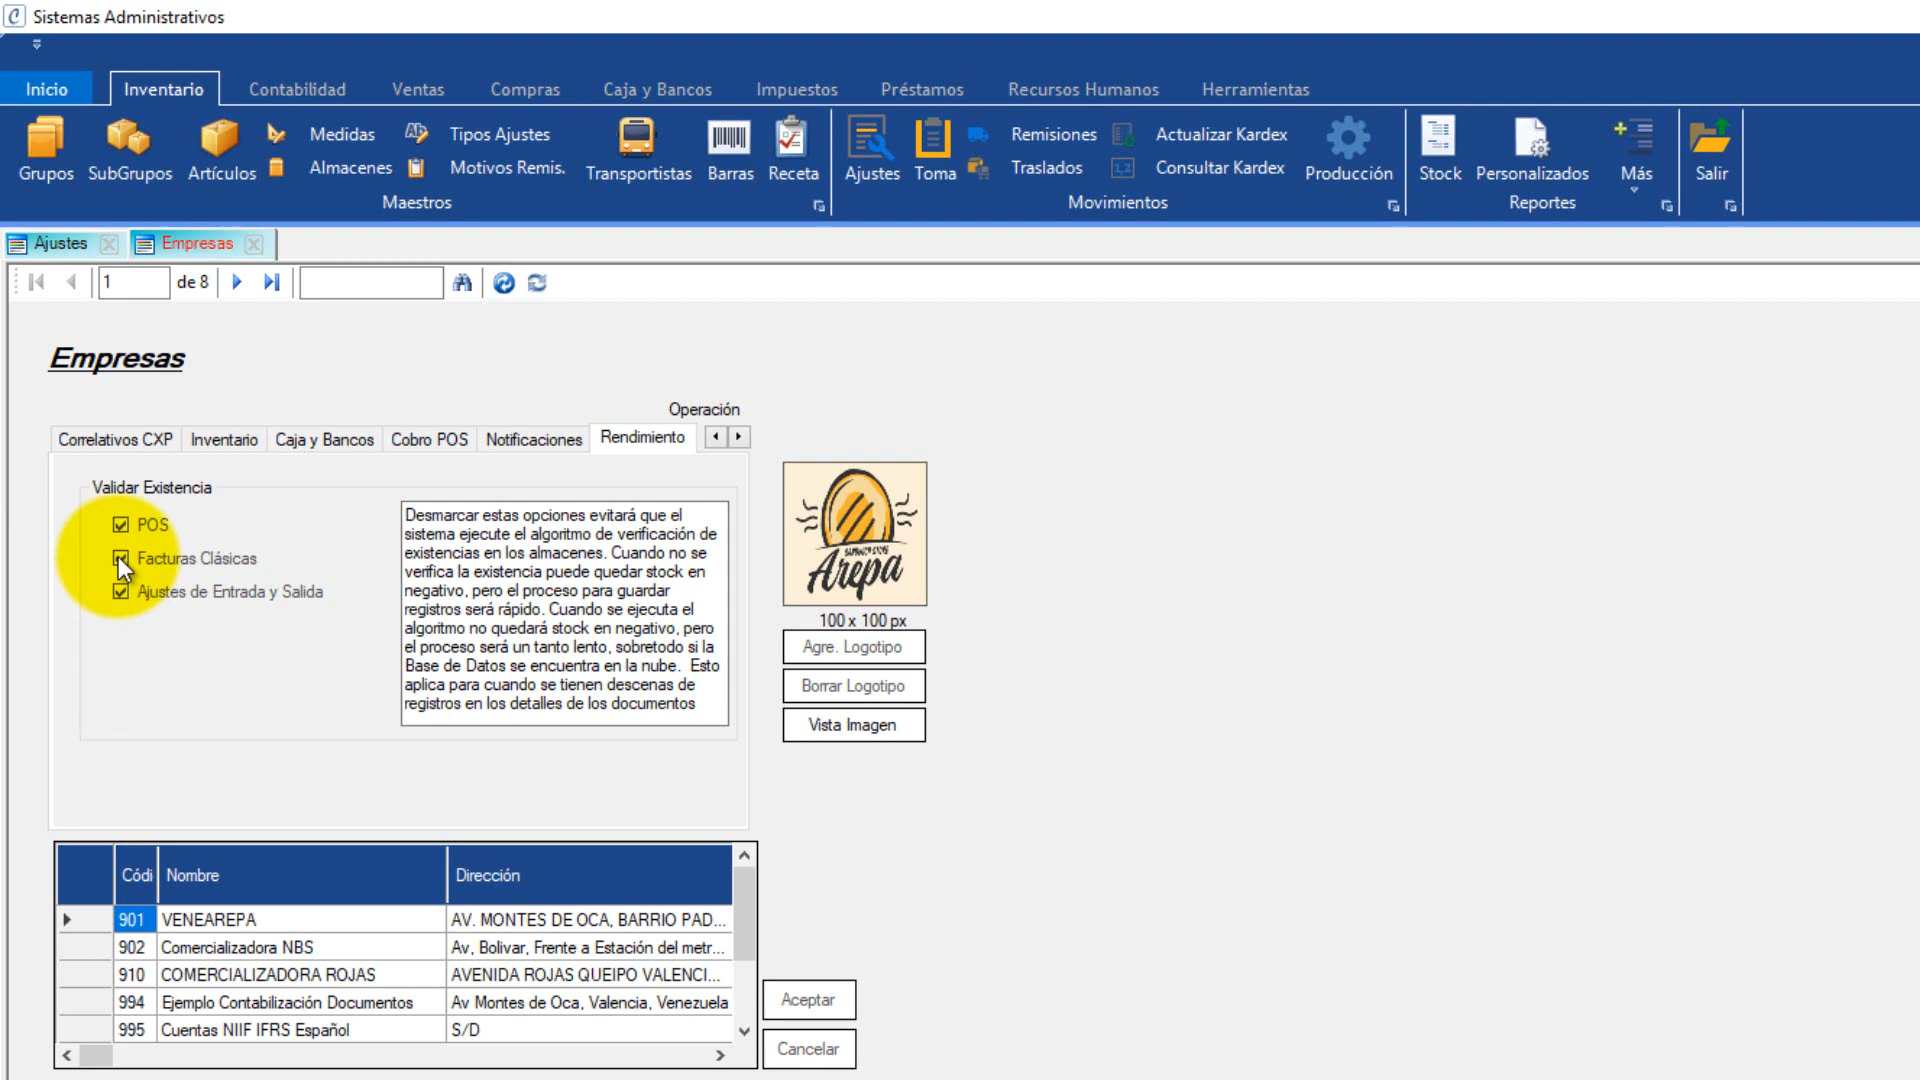 Sistemas Administrativos
Inicio
Inventario
Contabilidad
Ventas
Compras
Caja y Bancos
Impuestos
Préstamos
Recursos Humanos
Herramientas
Grupos
SubGrupos
Artículos
Medidas
Almacenes
Tipos Ajustes
Motivos Remis.
Transportistas
Barras
Receta
Maestros
Ajustes
Toma
Remisiones
Traslados
Actualizar Kardex
Consultar Kardex
Producción
Movimientos
Stock
Personalizados
Más
Reportes
Salir
Ajustes
Empresas
1
de 8
Empresas
Operación
Correlativos CXP
Inventario
Caja y Bancos
Cobro POS
Notificaciones
Rendimiento
Validar Existencia
POS
Facturas Clásicas
Ajustes de Entrada y Salida
Desmarcar estas opciones evitará que el
sistema ejecute el algoritmo de verificación de
existencias en los almacenes. Cuando no se
verifica la existencia puede quedar stock en
negativo, pero el proceso para guardar
registros será rápido. Cuando se ejecuta el
algoritmo no quedará stock en negativo, pero
el proceso será un tanto lento, sobretodo si la
Base de Datos se encuentra en la nube. Esto
aplica para cuando se tienen descenas de
registros en los detalles de los documentos
Arepa
100 x 100 px
Agre. Logotipo
Borrar Logotipo
Vista Imagen
Códi Nombre Dirección
901 VENEAREPA AV. MONTES DE OCA, BARRIO PAD...
902 Comercializadora NBS Av, Bolivar, Frente a Estación del metr...
910 COMERCIALIZADORA ROJAS AVENIDA ROJAS QUEIPO VALENCI...
994 Ejemplo Contabilización Documentos Av Montes de Oca, Valencia, Venezuela
995 Cuentas NIIF IFRS Español S/D
Aceptar
Cancelar